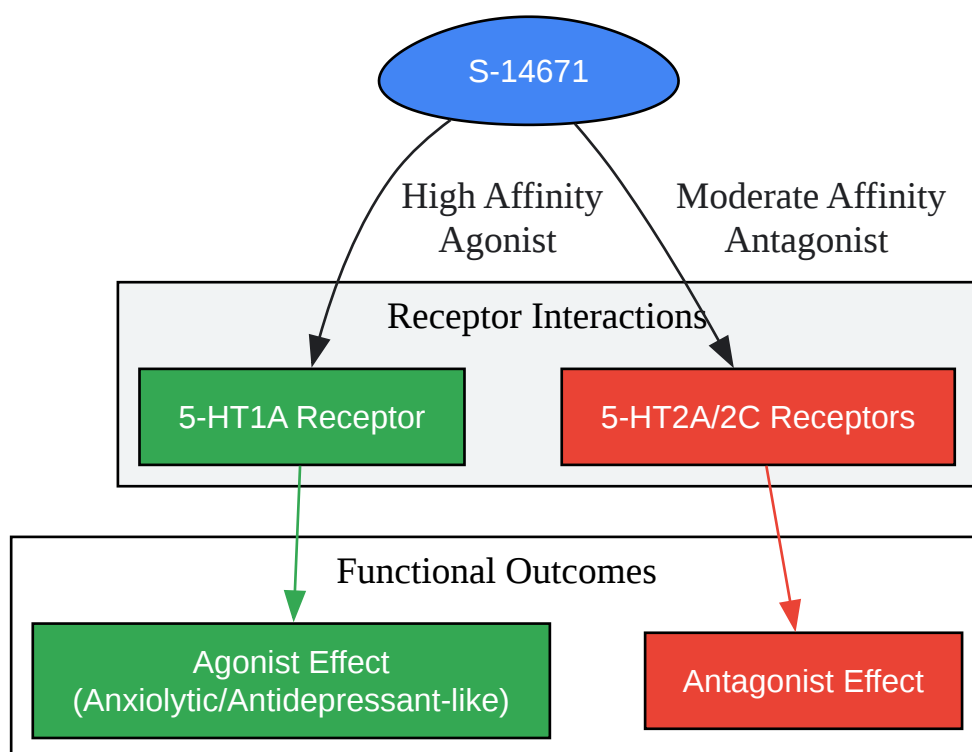 S-14671
High Affinity
Agonist
Moderate Affinity
Antagonist
Receptor Interactions
5-HT1A Receptor
5-HT2A/2C Receptors
Functional Outcomes
Agonist Effect
(Anxiolytic/Antidepressant-like)
Antagonist Effect